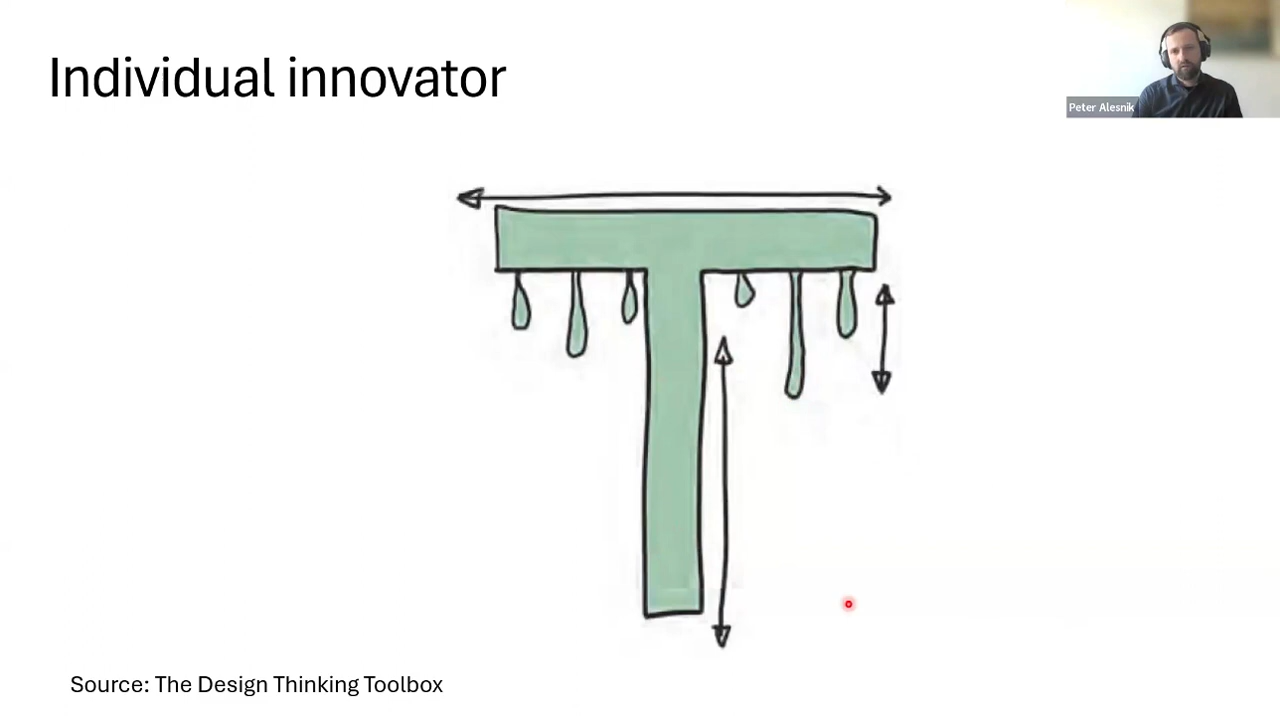 Individual innovator
Peter Alesnik
Source: The Design Thinking Toolbox